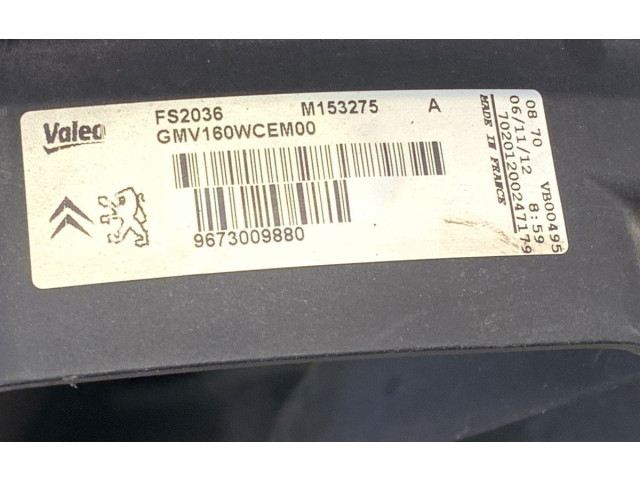 Valeo
FS2036 M153275 A
GMV160WCEM00
9673009880
MADE IN FRANCE
70201200247179
06/11/12 8:59
08 70 VB00495